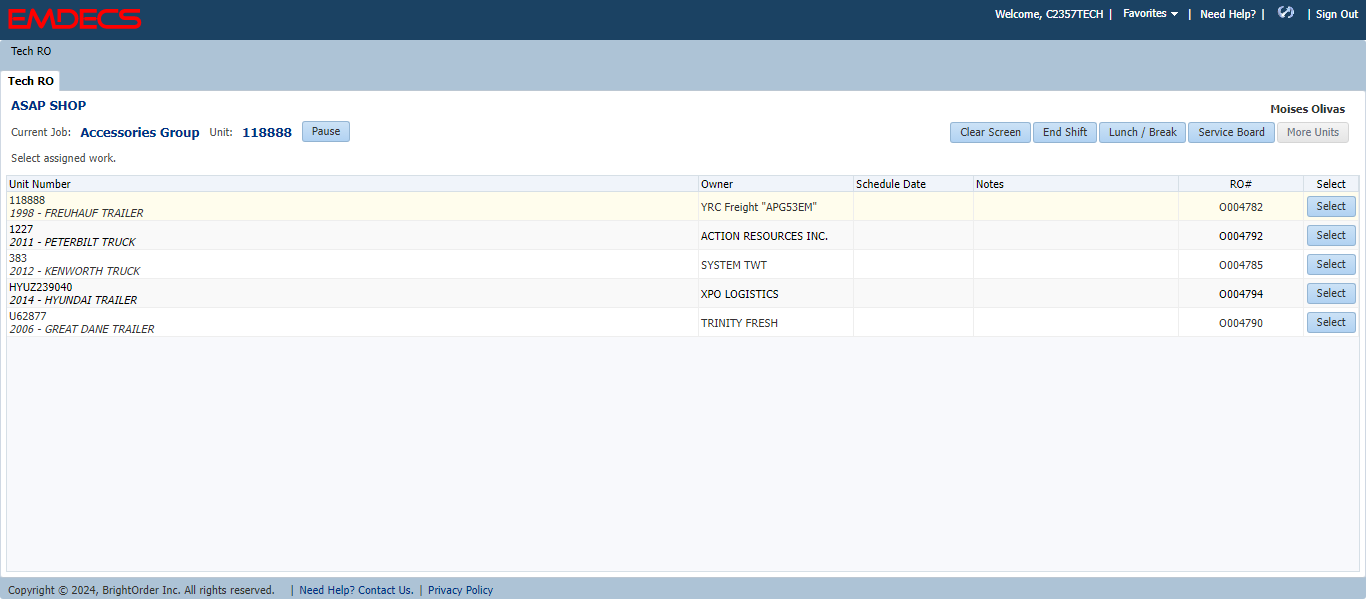 EMDECS
Welcome, C2357TECH | Favorites | Need Help? | | Sign Out
Tech RO
Tech RO
ASAP SHOP
Moises Olivas
Current Job: Accessories Group Unit: 118888 Pause
Clear Screen End Shift Lunch / Break Service Board More Units
Select assigned work.
Unit Number Owner Schedule Date Notes RO# Select
118888
1998 - FREUHAUF TRAILER YRC Freight "APG53EM" O004782 Select
1227
2011 - PETERBILT TRUCK ACTION RESOURCES INC. O004792 Select
383
2012 - KENWORTH TRUCK SYSTEM TWT O004785 Select
HYUZ239040
2014 - HYUNDAI TRAILER XPO LOGISTICS O004794 Select
U62877
2006 - GREAT DANE TRAILER TRINITY FRESH O004790 Select
Copyright © 2024, BrightOrder Inc. All rights reserved. | Need Help? Contact Us. | Privacy Policy